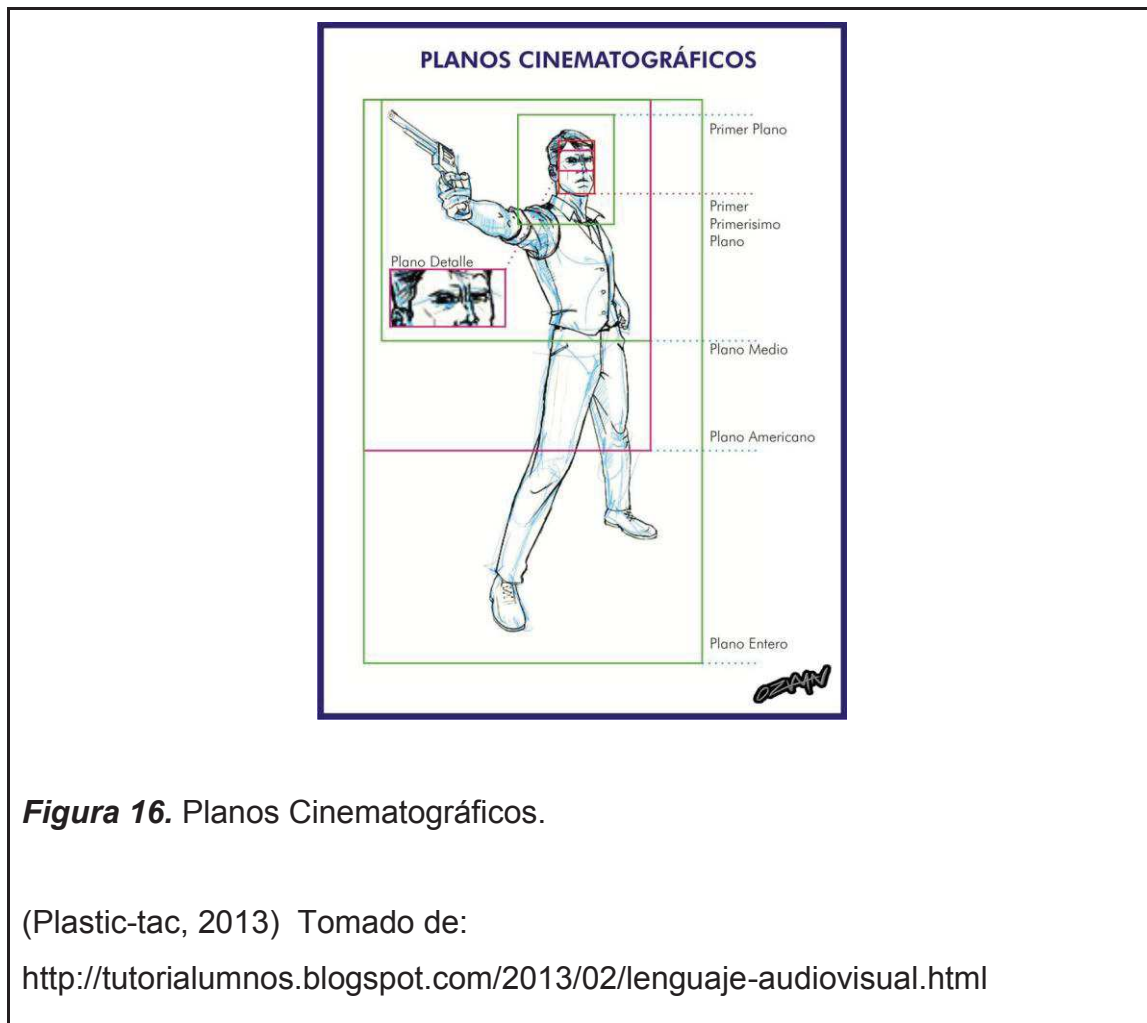 PLANOS CINEMATOGRÁFICOS
Primer Plano
Primer
Primerisimo
Plano
Plano Detalle
Plano Medio
Plano Americano
Plano Entero
OZMAN
Figura 16. Planos Cinematográficos.
(Plastic-tac, 2013) Tomado de:
http://tutorialumnos.blogspot.com/2013/02/lenguaje-audiovisual.html